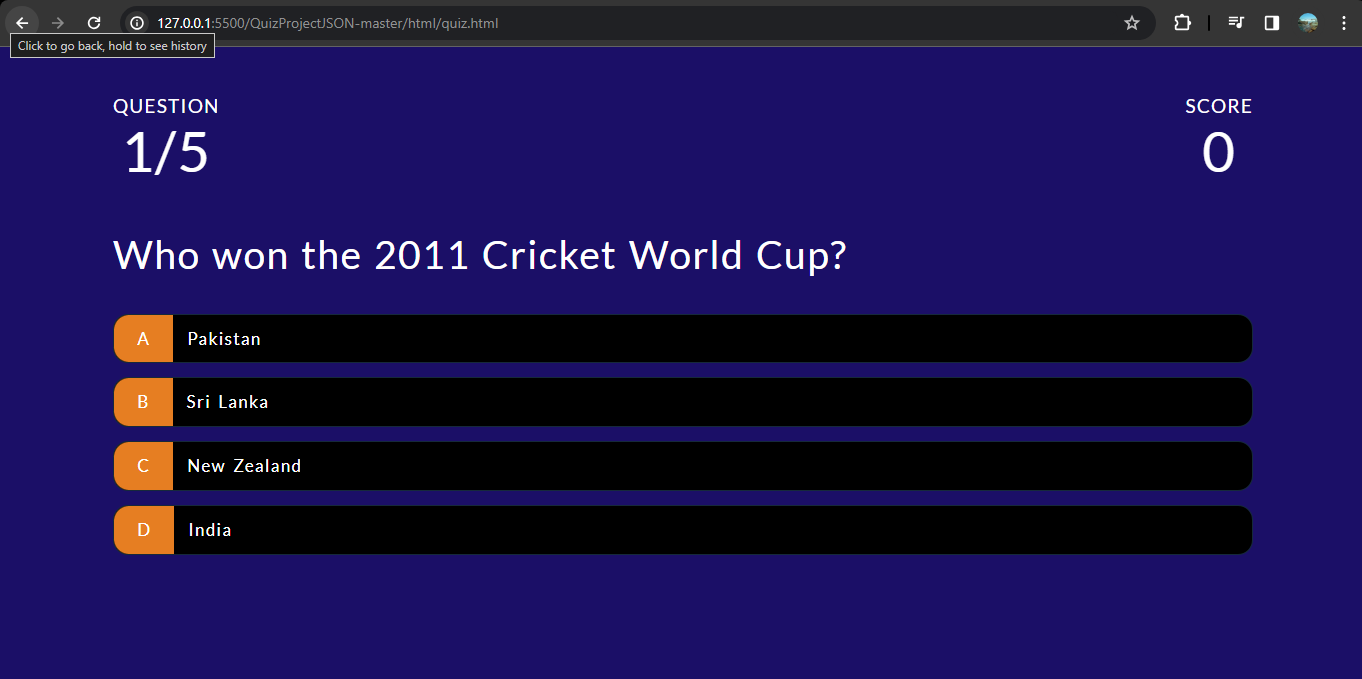 127.0.0.1:5500/QuizProjectJSON-master/html/quiz.html
Click to go back, hold to see history
QUESTION
1/5
SCORE
0
Who won the 2011 Cricket World Cup?
A Pakistan
B Sri Lanka
C New Zealand
D India